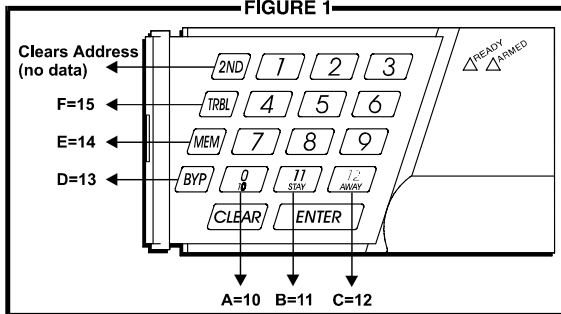 FIGURE 1
Clears Address
(no data)
2ND 1 2 3
READY
ARMED
F=15
TRBL 4 5 6
E=14
MEM 7 8 9
D=13
BYP 0 11 12
10 STAY AWAY
CLEAR ENTER
A=10 B=11 C=12